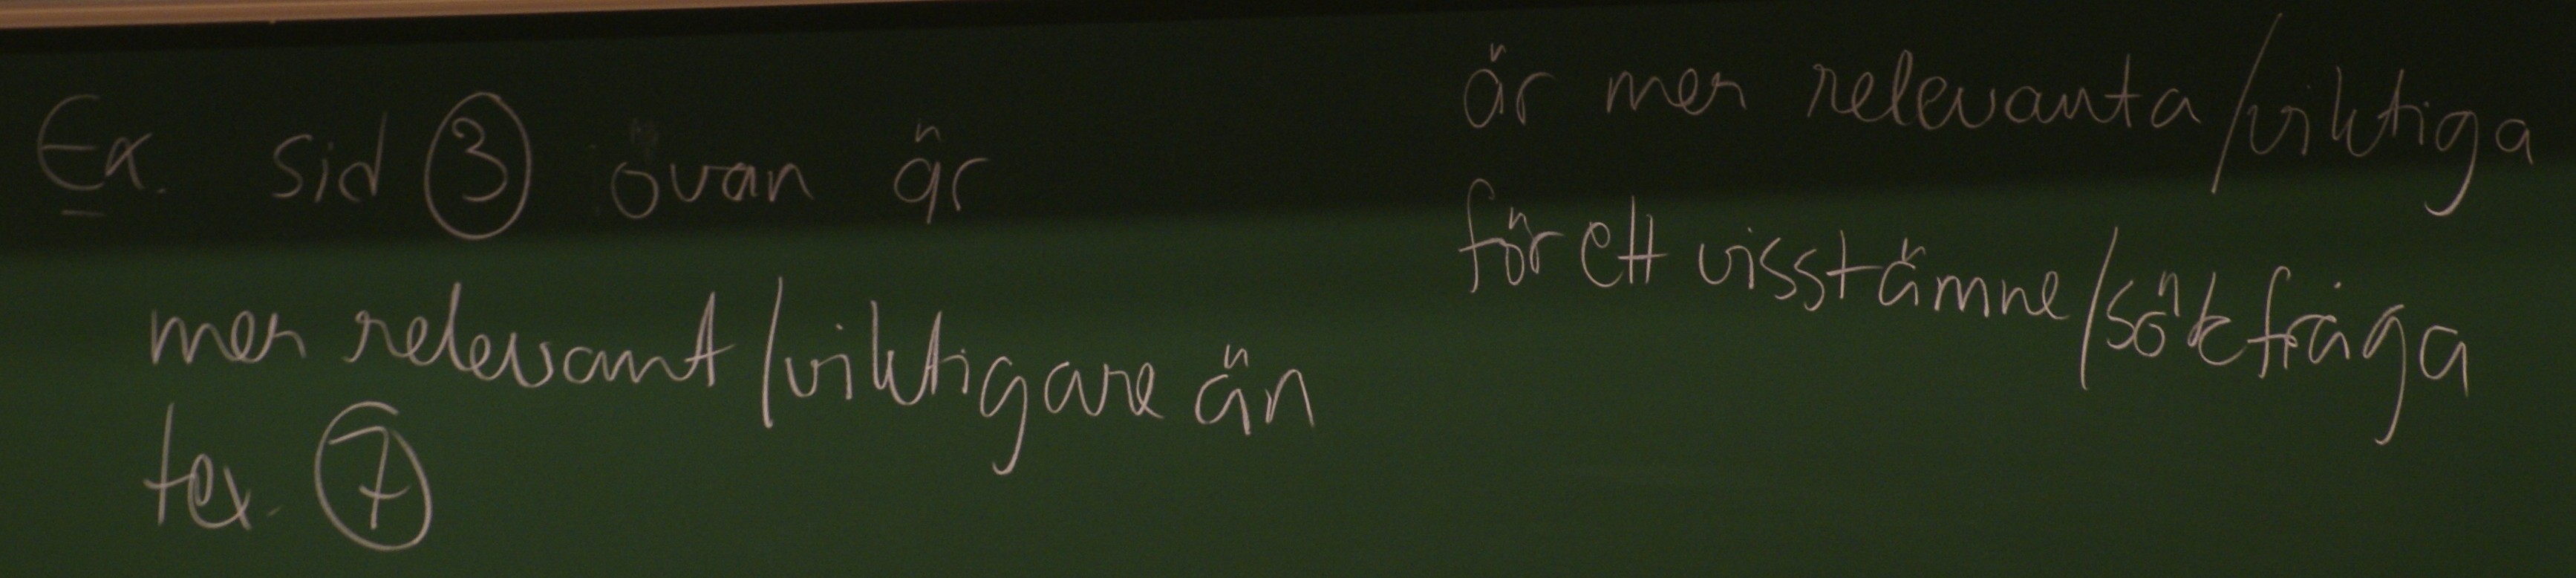 Ex. sid ③ övan är
mer relevant/viktigare än
tex. ⑦
är mer relevanta/viktiga
för ett visst ämne/sökfråga